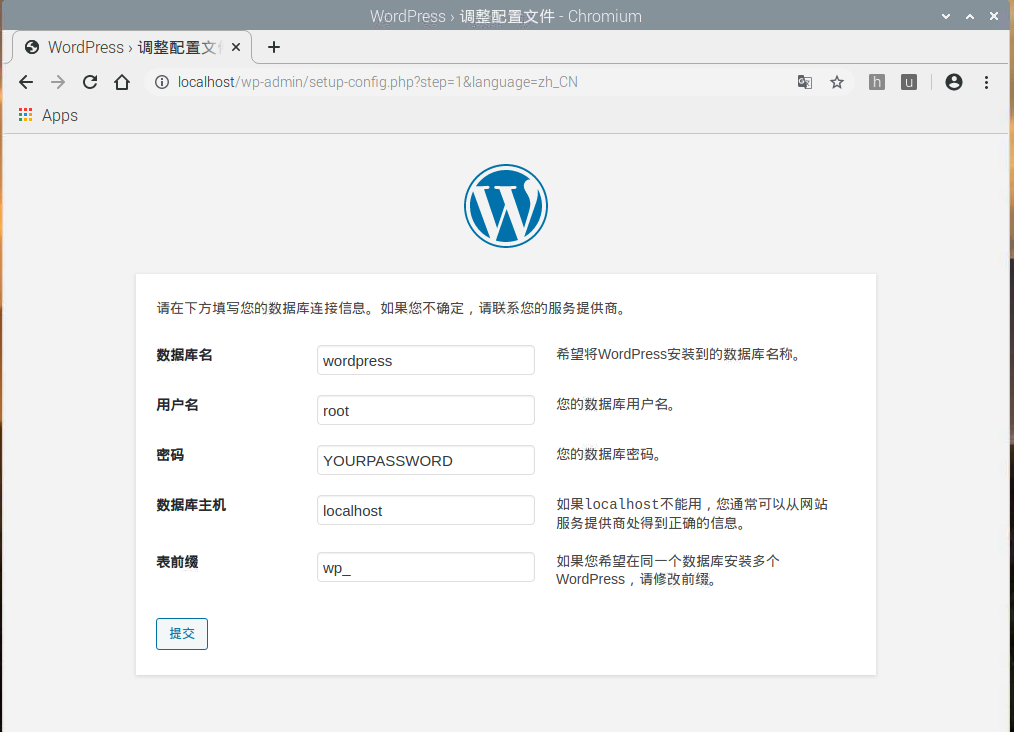 WordPress › 调整配置文件 - Chromium
WordPress › 调整配置文
localhost/wp-admin/setup-config.php?step=1&language=zh_CN
h
u
Apps
W
请在下方填写您的数据库连接信息。如果您不确定，请联系您的服务提供商。
数据库名
wordpress
希望将WordPress安装到的数据库名称。
用户名
root
您的数据库用户名。
密码
YOURPASSWORD
您的数据库密码。
数据库主机
localhost
如果localhost不能用，您通常可以从网站
服务提供商处得到正确的信息。
表前缀
wp_
如果您希望在同一个数据库安装多个
WordPress，请修改前缀。
提交